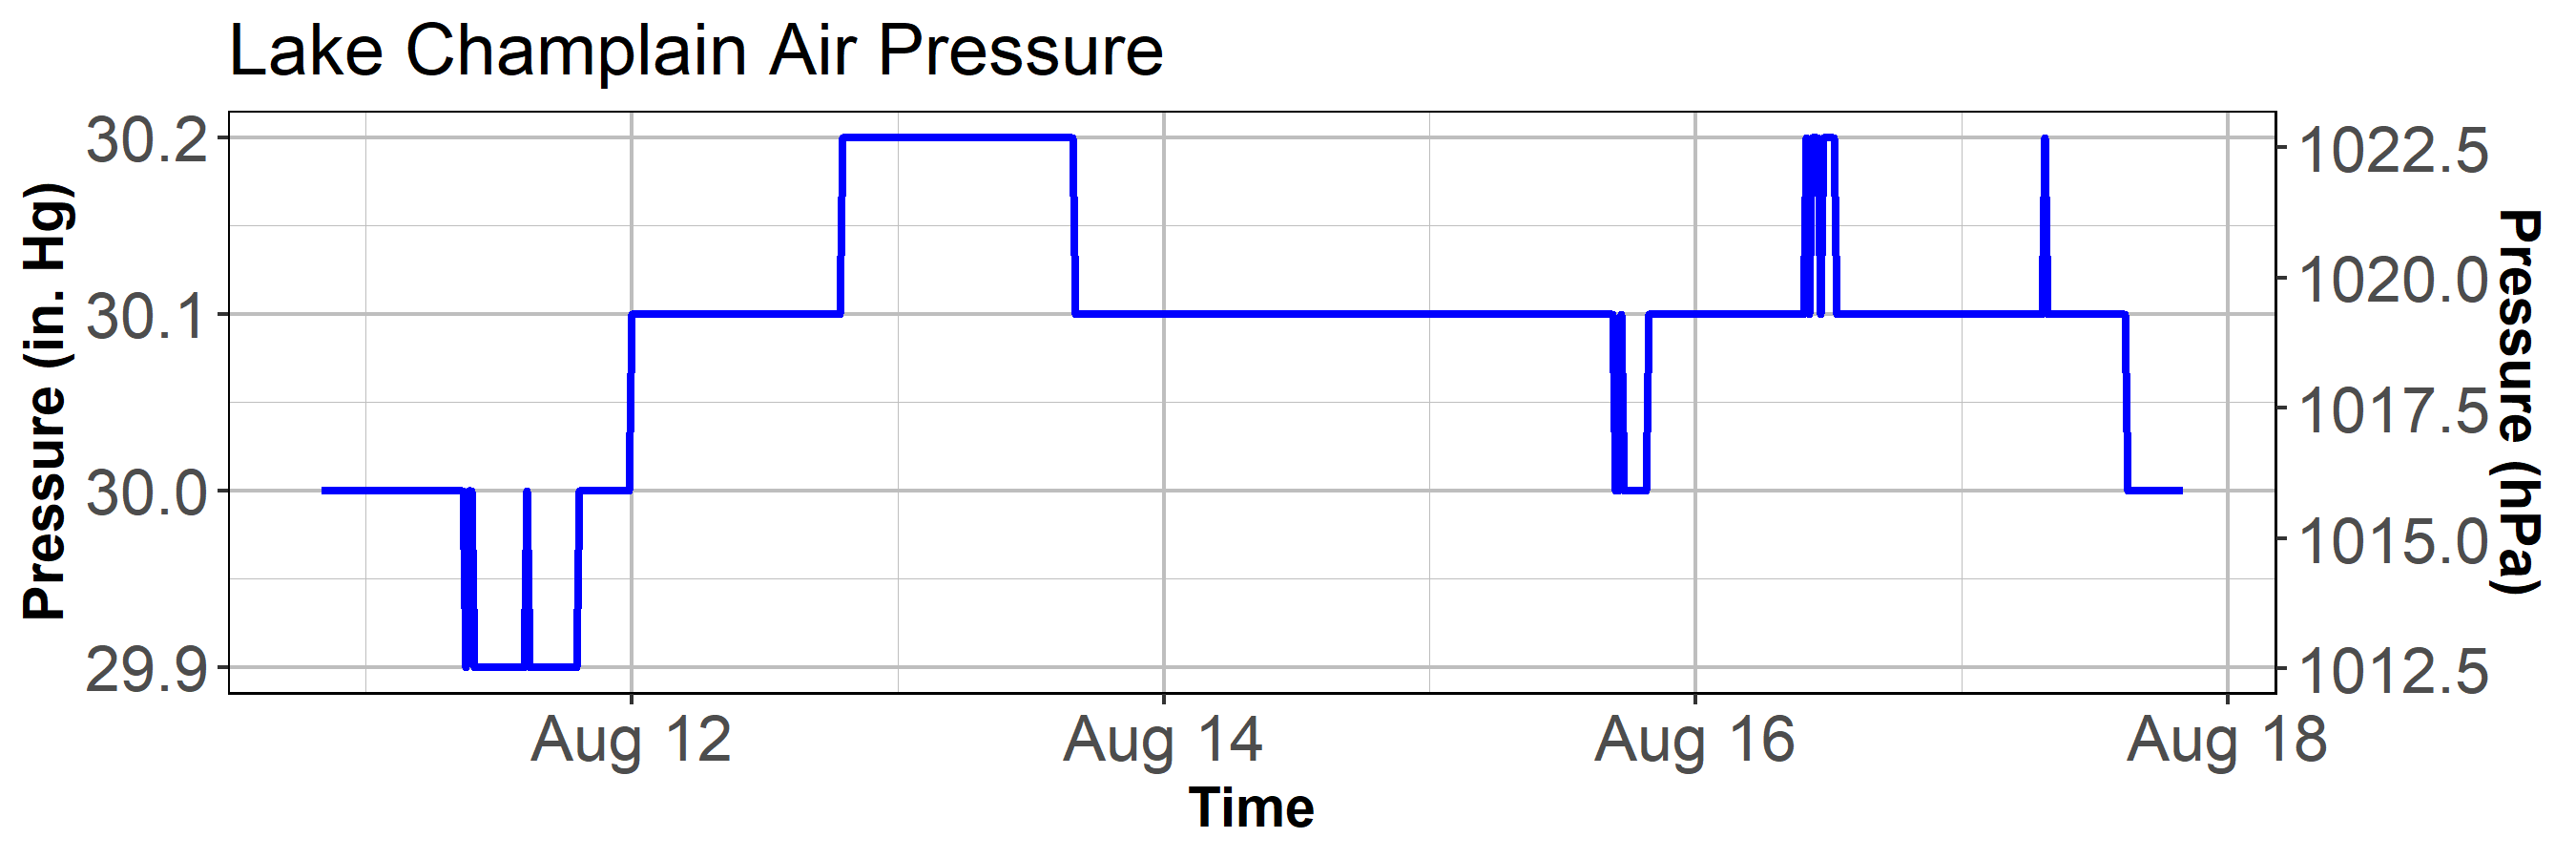 Lake Champlain Air Pressure
Pressure (in. Hg)
30.2
30.1
30.0
29.9
1022.5
1020.0
1017.5
1015.0
1012.5
Pressure (hPa)
Aug 12 Aug 14 Aug 16 Aug 18
Time